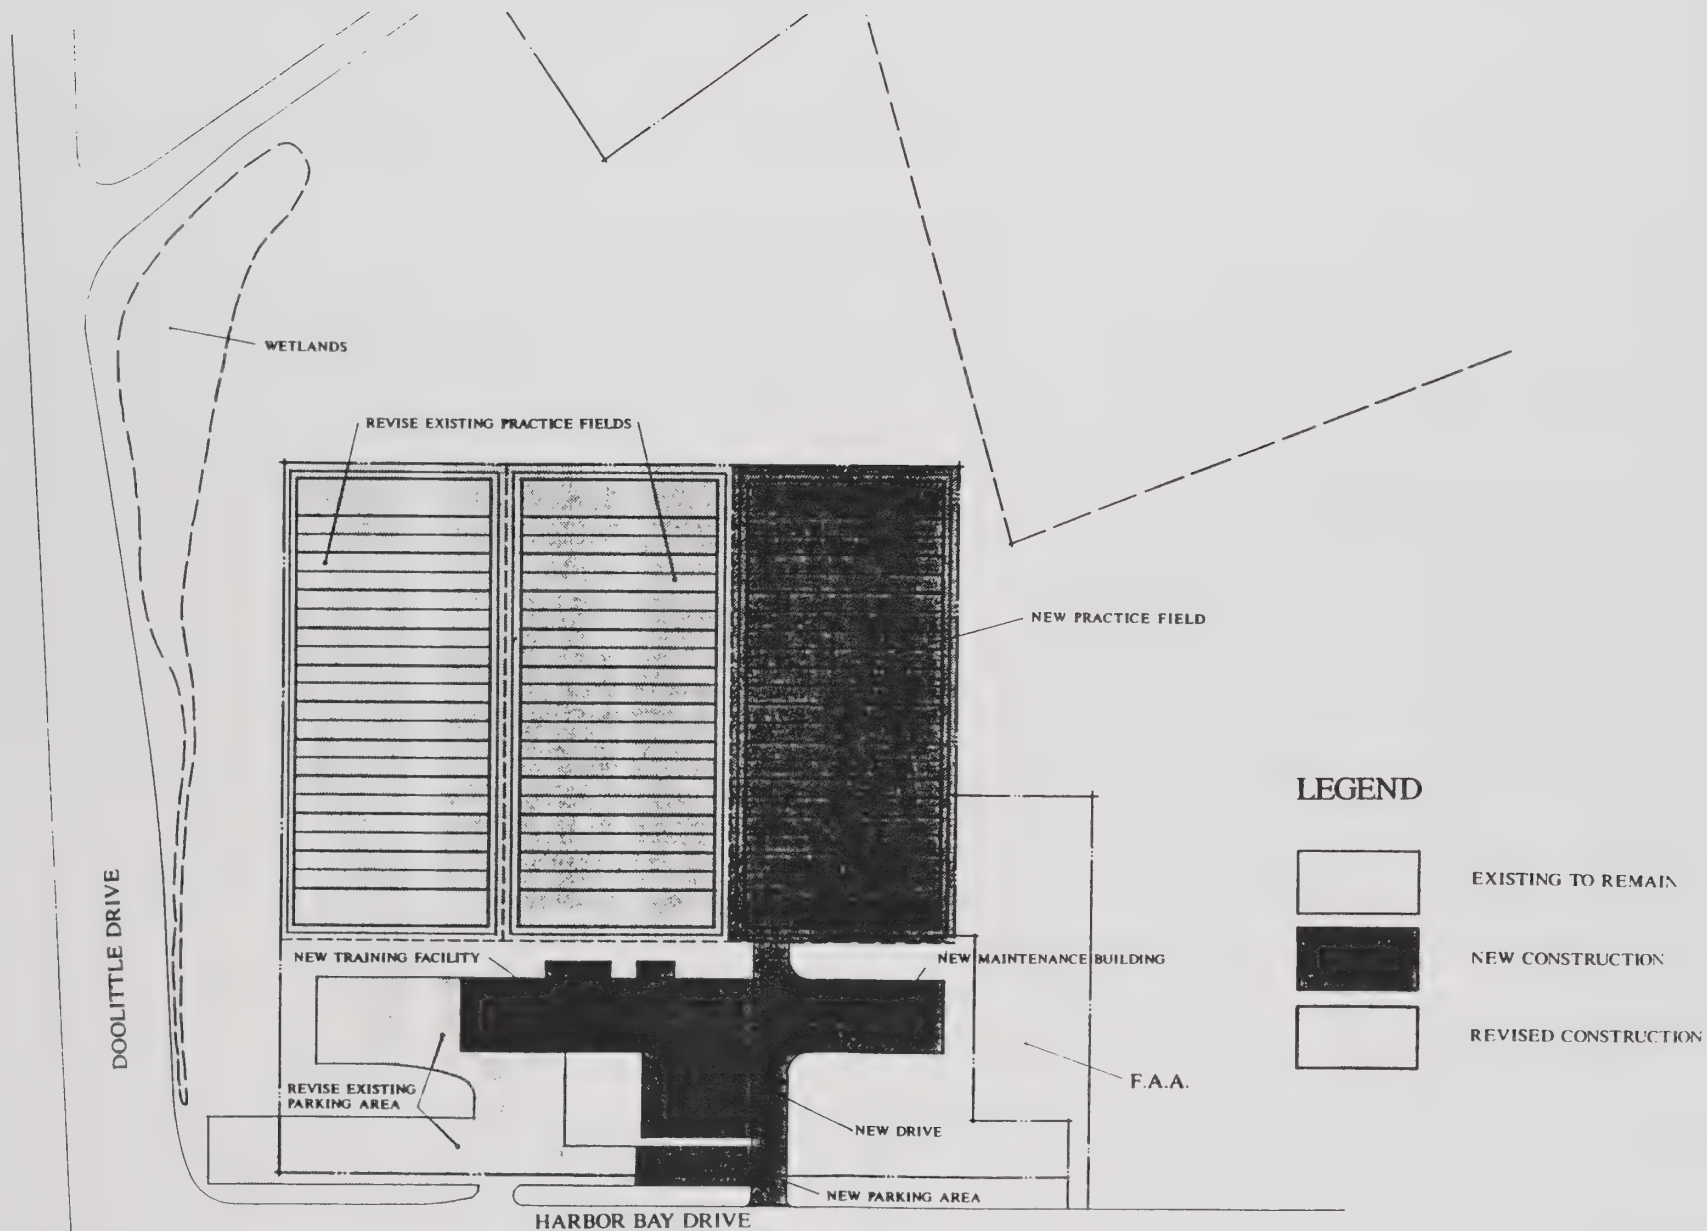 WETLANDS
REVISE EXISTING PRACTICE FIELDS
NEW PRACTICE FIELD
LEGEND
EXISTING TO REMAIN
NEW CONSTRUCTION
REVISED CONSTRUCTION
DOOLITTLE DRIVE
NEW TRAINING FACILITY
NEW MAINTENANCE BUILDING
REVISE EXISTING
PARKING AREA
F.A.A.
NEW DRIVE
NEW PARKING AREA
HARBOR BAY DRIVE